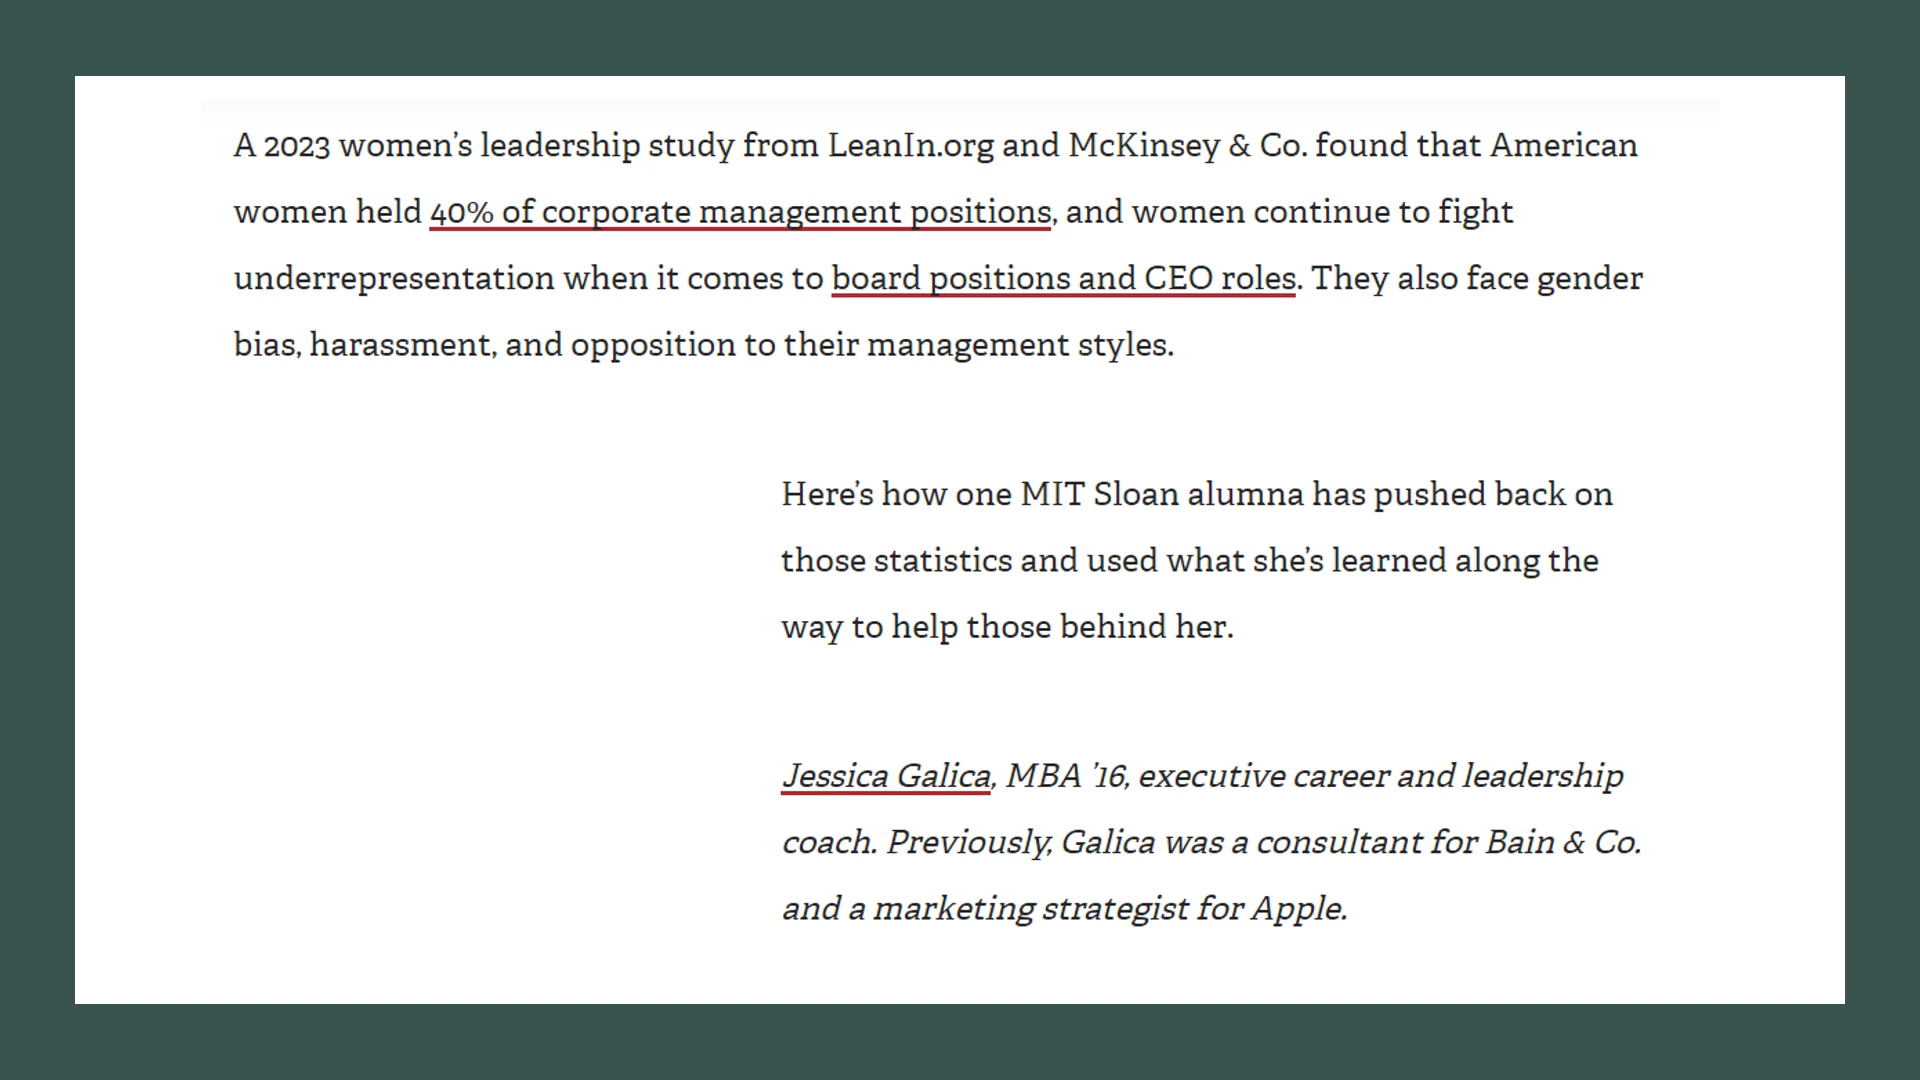 A 2023 women’s leadership study from LeanIn.org and McKinsey & Co. found that American
women held 40% of corporate management positions, and women continue to fight
underrepresentation when it comes to board positions and CEO roles. They also face gender
bias, harassment, and opposition to their management styles.
Here’s how one MIT Sloan alumna has pushed back on
those statistics and used what she’s learned along the
way to help those behind her.
Jessica Galica, MBA ’16, executive career and leadership
coach. Previously, Galica was a consultant for Bain & Co.
and a marketing strategist for Apple.